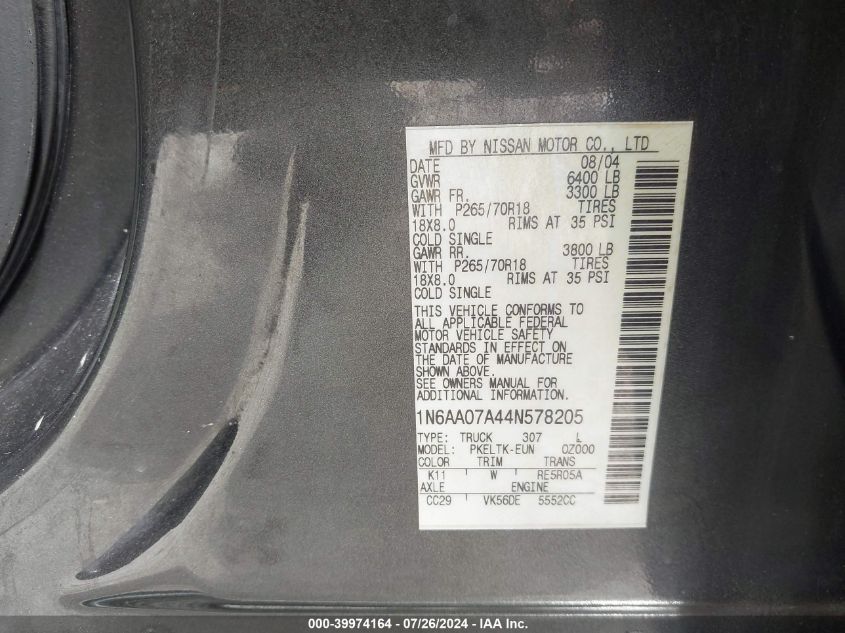 MFD BY NISSAN MOTOR CO., LTD
DATE 08/04
GVWR 6400 LB
GAWR FR. 3300 LB
WITH P265/70R18 TIRES
18X8.0 RIMS AT 35 PSI
COLD SINGLE
GAWR RR. 3800 LB
WITH P265/70R18 TIRES
18X8.0 RIMS AT 35 PSI
COLD SINGLE
THIS VEHICLE CONFORMS TO
ALL APPLICABLE FEDERAL
MOTOR VEHICLE SAFETY
STANDARDS IN EFFECT ON
THE DATE OF MANUFACTURE
SHOWN ABOVE.
SEE OWNERS MANUAL FOR
ADDITIONAL INFORMATION.
1N6AA07A44N578205
TYPE: TRUCK 307 L
MODEL: PKELTK-EUN 0Z000
COLOR TRIM TRANS
K11 W RE5R05A
AXLE ENGINE
CC29 VK56DE 5552CC
000-39974164 | 07/26/2024 - IAA Inc.